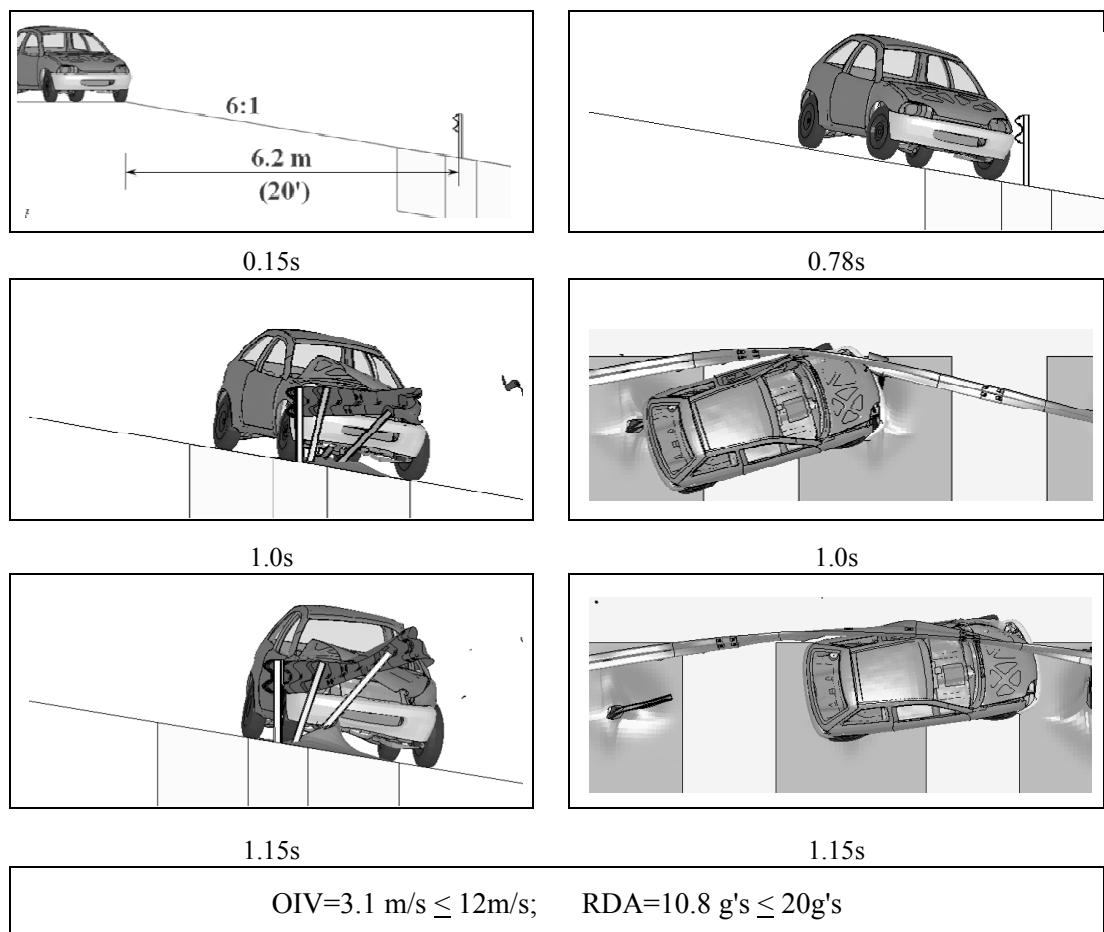 6:1
6.2 m
(20')
0.15s
0.78s
1.0s
1.0s
1.15s
1.15s
OIV=3.1 m/s ≤ 12m/s; RDA=10.8 g's ≤ 20g's